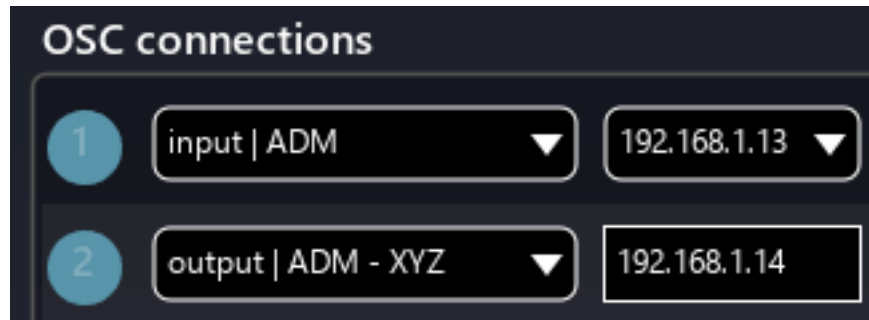 OSC connections
1 input | ADM 192.168.1.13
2 output | ADM - XYZ 192.168.1.14